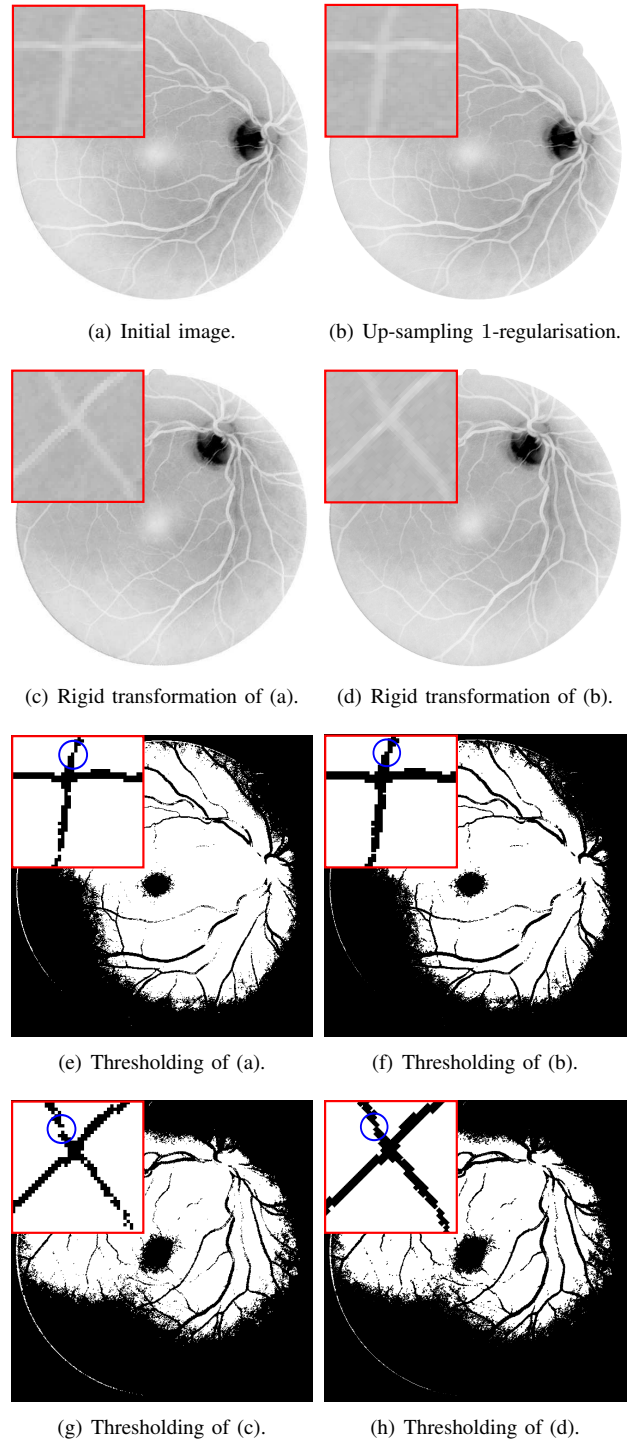 (a) Initial image.
(b) Up-sampling 1-regularisation.
(c) Rigid transformation of (a).
(d) Rigid transformation of (b).
(e) Thresholding of (a).
(f) Thresholding of (b).
(g) Thresholding of (c).
(h) Thresholding of (d).